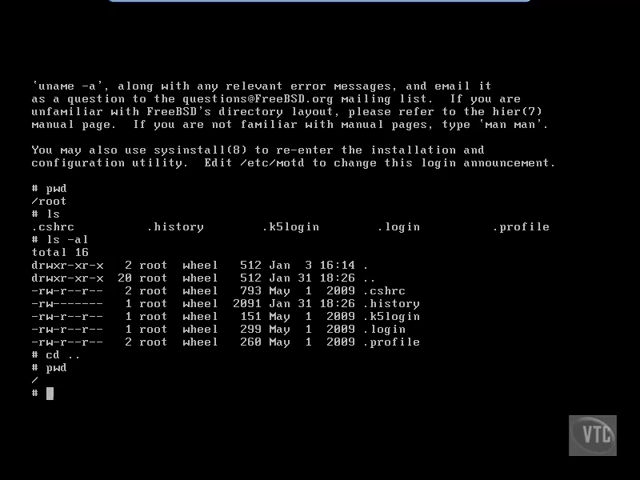 'uname -a', along with any relevant error messages, and email it
as a question to the questions@FreeBSD.org mailing list.  If you are
unfamiliar with FreeBSD's directory layout, please refer to the hier(7)
manual page.  If you are not familiar with manual pages, type 'man man'.
You may also use sysinstall(8) to re-enter the installation and
configuration utility.  Edit /etc/motd to change this login announcement.
# pwd
/root
# ls
.cshrc          .history        .k5login        .login          .profile
# ls -al
total 16
drwxr-xr-x   2 root  wheel   512 Jan  3 16:14 .
drwxr-xr-x  20 root  wheel   512 Jan 31 18:26 ..
-rw-r--r--   2 root  wheel   793 May  1  2009 .cshrc
-rw-------   1 root  wheel  2091 Jan 31 18:26 .history
-rw-r--r--   1 root  wheel   151 May  1  2009 .k5login
-rw-r--r--   1 root  wheel   299 May  1  2009 .login
-rw-r--r--   2 root  wheel   260 May  1  2009 .profile
# cd ..
# pwd
/
#
VTC